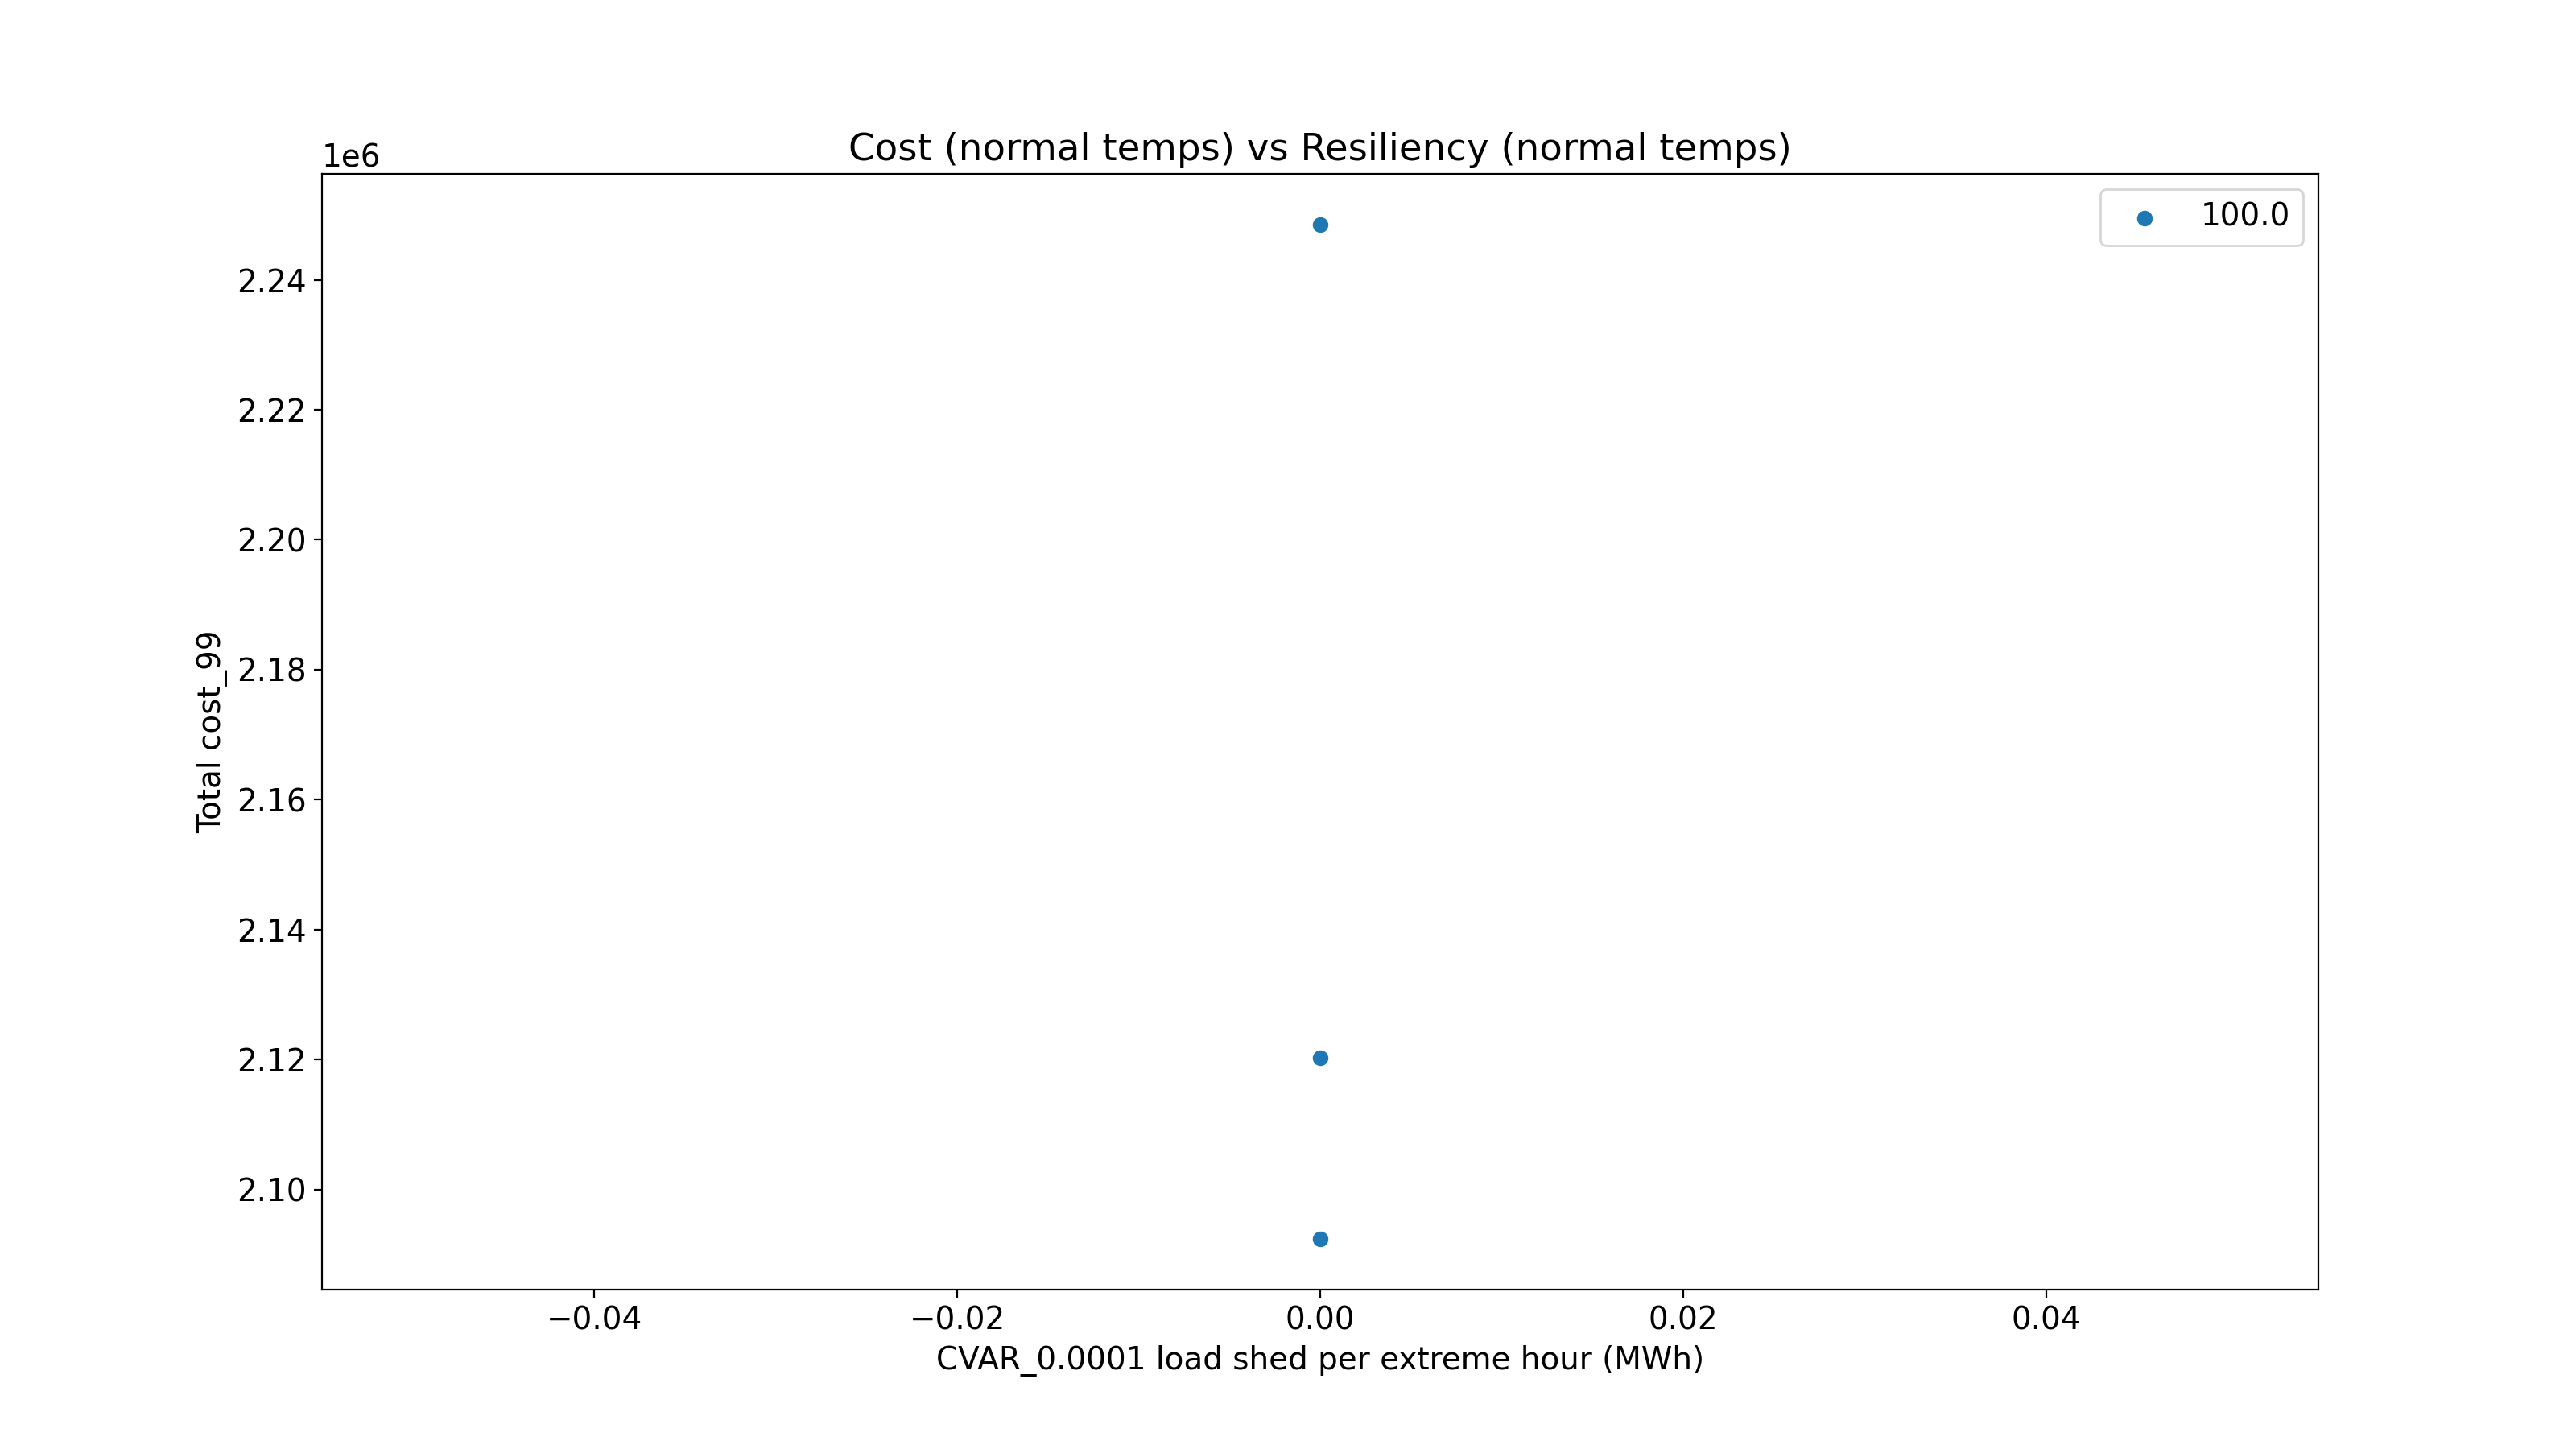 Cost (normal temps) vs Resiliency (normal temps)
1e6
100.0
2.24
2.22
2.20
2.18
2.16
2.14
2.12
2.10
Total cost_99
−0.04 −0.02 0.00 0.02 0.04
CVAR_0.0001 load shed per extreme hour (MWh)